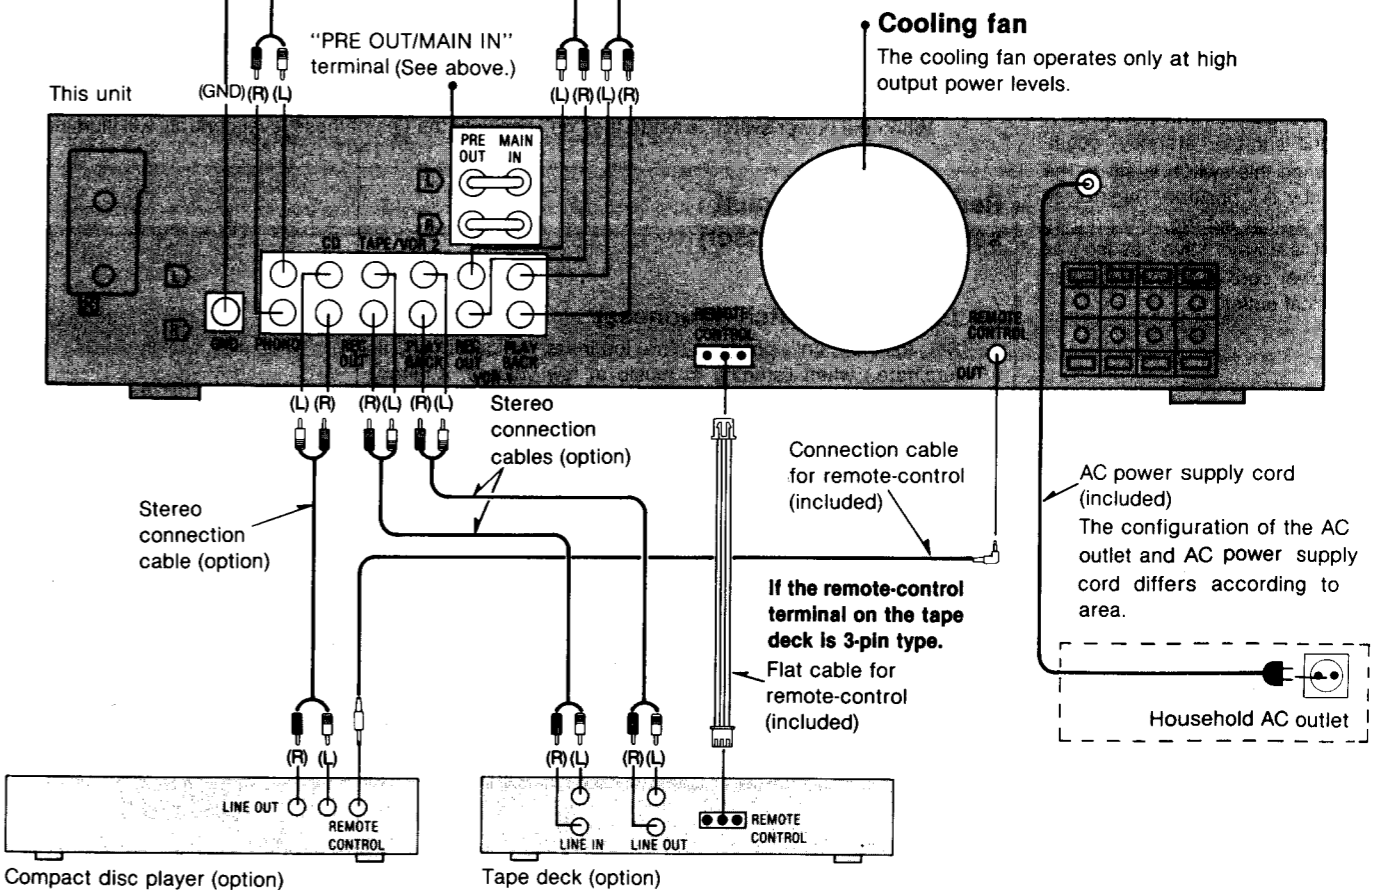 Cooling fan
The cooling fan operates only at high
output power levels.
"PRE OUT/MAIN IN"
terminal (See above.)
This unit
(GND) (R) (L)
(L) (R) (L) (R)
PRE MAIN
OUT IN
L
R
CD TAPE/VCR 2
L
R
GND PHONO REC OUT PLAY BACK REC OUT PLAY BACK
VCR 1
REMOTE
CONTROL
REMOTE
CONTROL
OUT
(L) (R) (R) (L) (R) (L)
Stereo
connection
cables (option)
Stereo
connection
cable (option)
Connection cable
for remote-control
(included)
AC power supply cord
(included)
The configuration of the AC
outlet and AC power supply
cord differs according to
area.
If the remote-control
terminal on the tape
deck is 3-pin type.
Flat cable for
remote-control
(included)
Household AC outlet
(R) (L)
(R) (L) (R) (L)
LINE OUT
REMOTE
CONTROL
LINE IN LINE OUT
REMOTE
CONTROL
Compact disc player (option)
Tape deck (option)